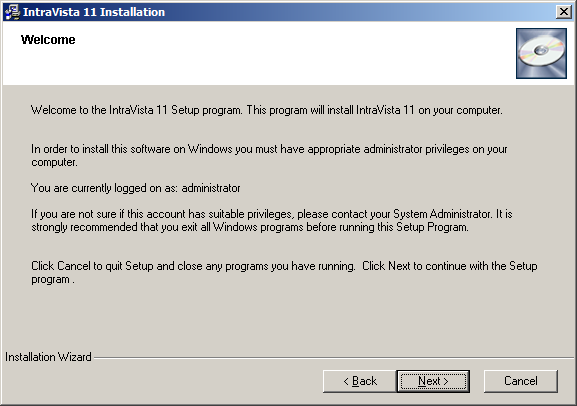 IntraVista 11 Installation
Welcome
Welcome to the IntraVista 11 Setup program. This program will install IntraVista 11 on your computer.
In order to install this software on Windows you must have appropriate administrator privileges on your
computer.
You are currently logged on as: administrator
If you are not sure if this account has suitable privileges, please contact your System Administrator. It is
strongly recommended that you exit all Windows programs before running this Setup Program.
Click Cancel to quit Setup and close any programs you have running.  Click Next to continue with the Setup
program .
Installation Wizard
< Back Next > Cancel